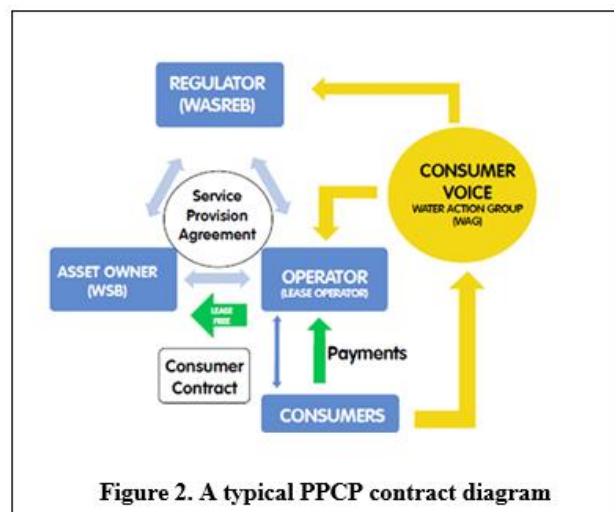 REGULATOR
(WASREB)
CONSUMER
VOICE
WATER ACTION GROUP
(WAG)
Service
Provision
Agreement
ASSET OWNER
(WSB)
OPERATOR
(LEASE OPERATOR)
LEASE
FREE
Consumer
Contract
Payments
CONSUMERS
Figure 2. A typical PPCP contract diagram